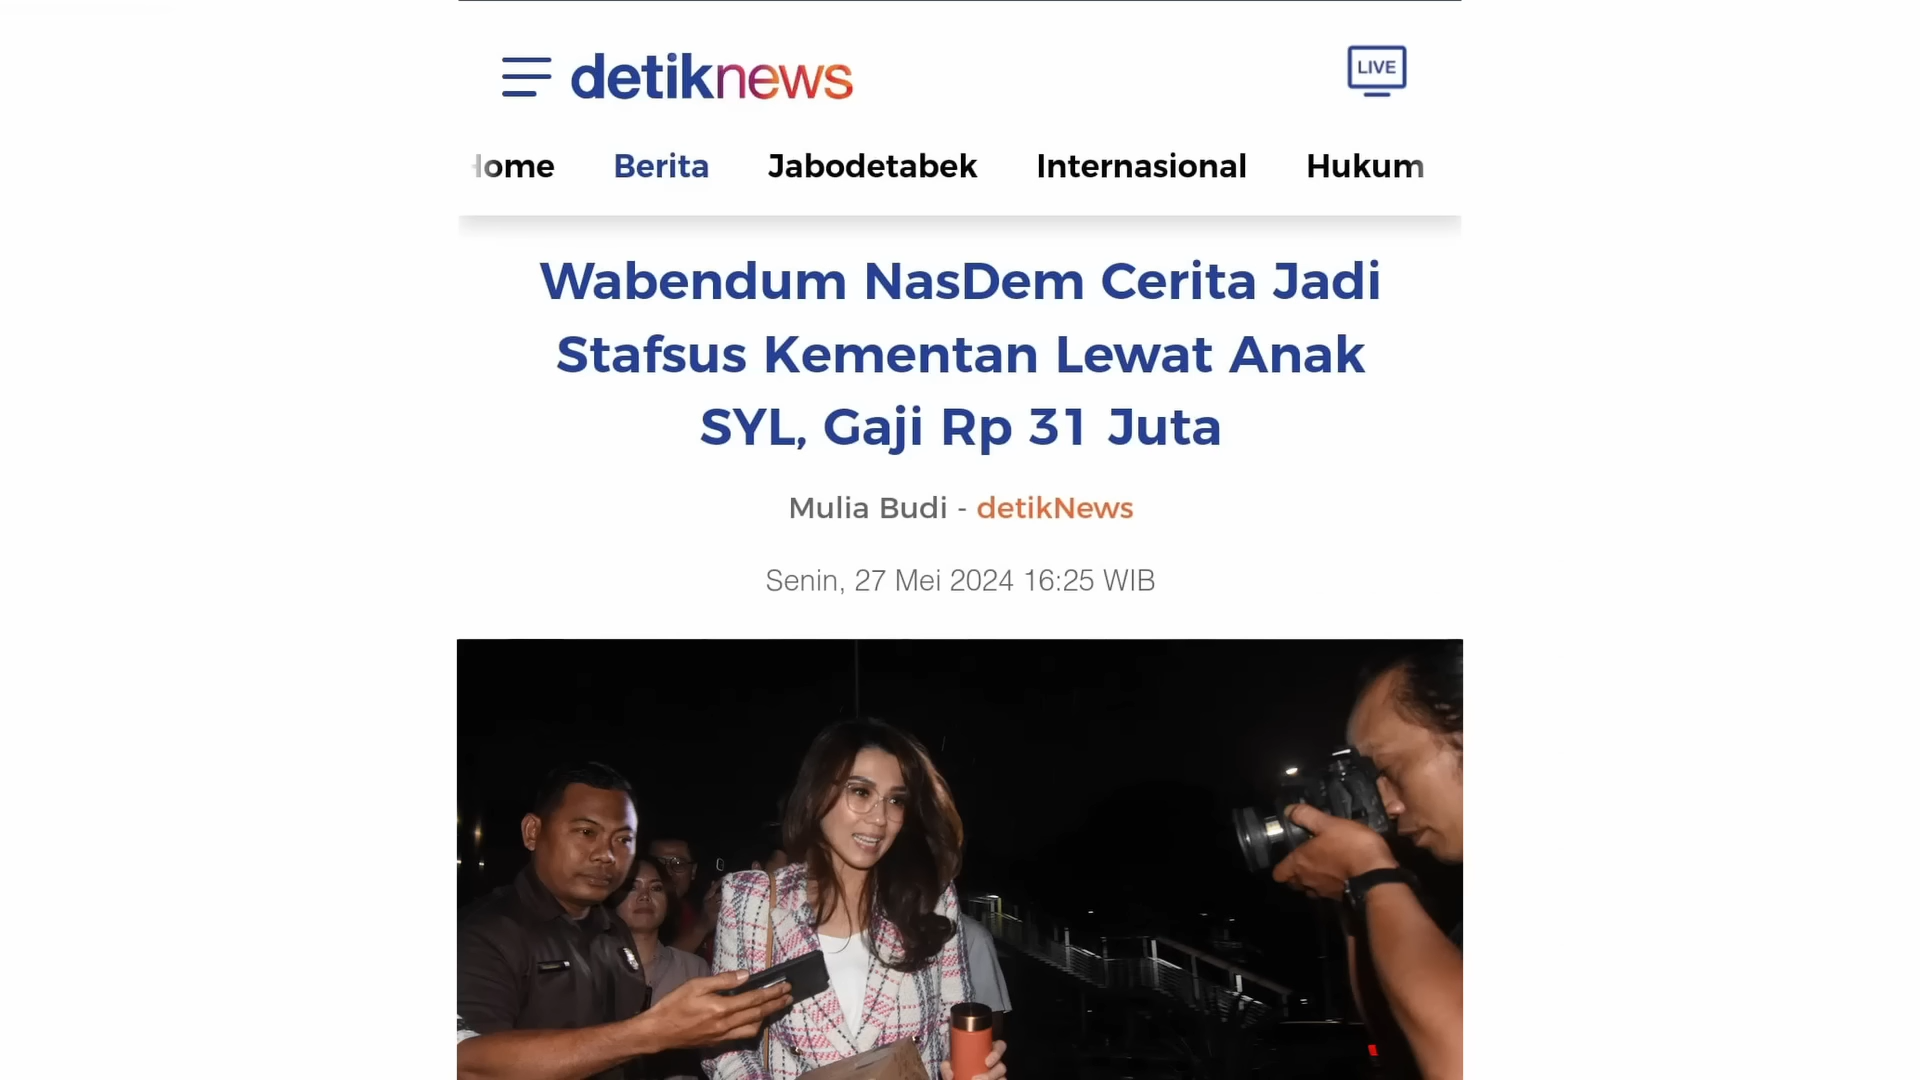 detiknews
LIVE
Home Berita Jabodetabek Internasional Hukum
Wabendum NasDem Cerita Jadi
Stafsus Kementan Lewat Anak
SYL, Gaji Rp 31 Juta
Mulia Budi - detikNews
Senin, 27 Mei 2024 16:25 WIB